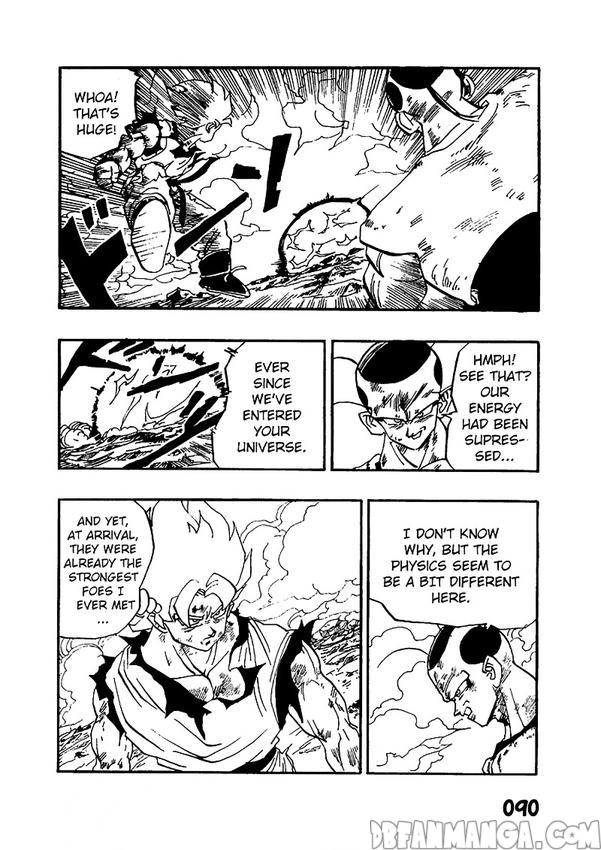 WHOA!
THAT'S
HUGE!
HMPH!
SEE THAT?
OUR
ENERGY
HAD BEEN
SUPRES-
SED...
EVER
SINCE
WE'VE
ENTERED
YOUR
UNIVERSE.
I DON'T KNOW
WHY, BUT THE
PHYSICS SEEM TO
BE A BIT DIFFERENT
HERE.
AND YET,
AT ARRIVAL,
THEY WERE
ALREADY THE
STRONGEST
FOES I
EVER MET
...
090
DBFANMANGA.COM